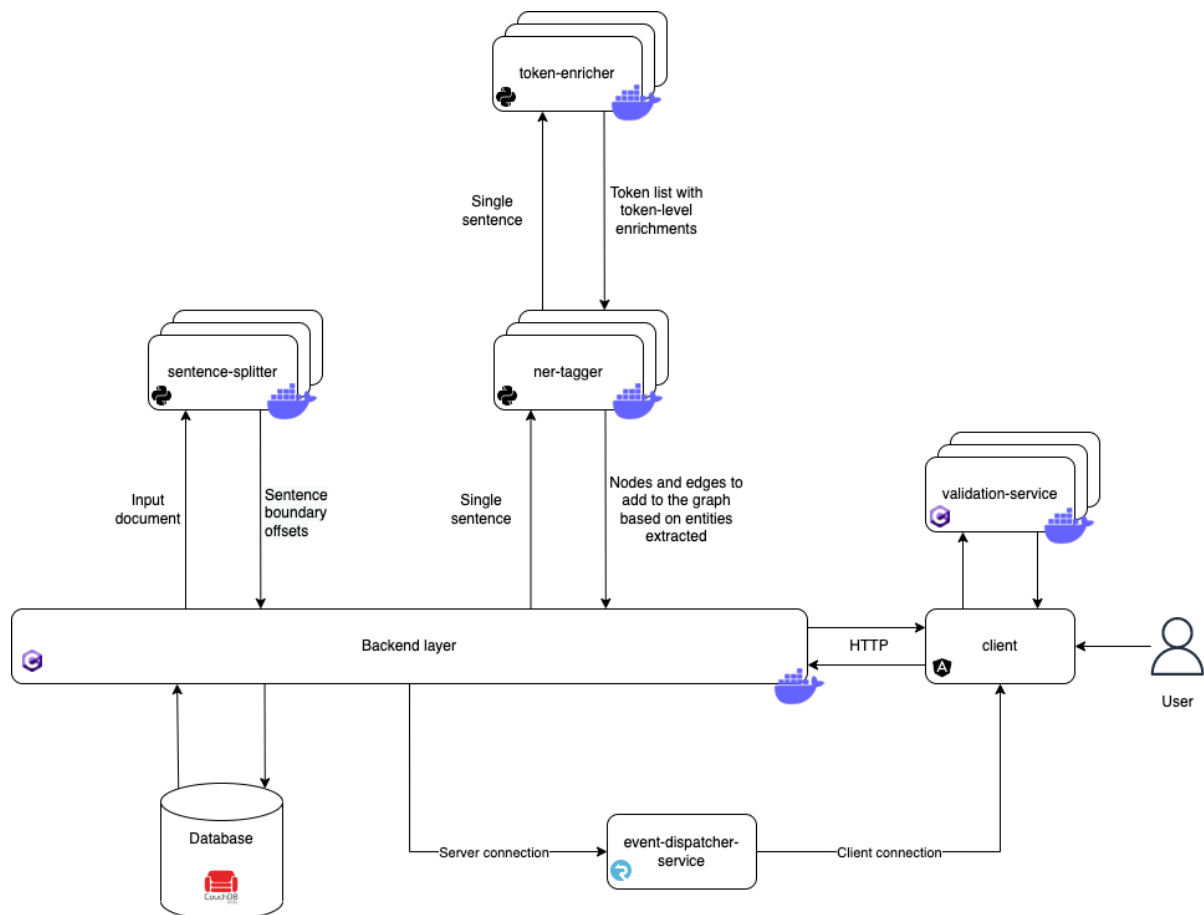 token-enricher
Single
sentence
Token list with
token-level
enrichments
sentence-splitter
ner-tagger
Input
document
Sentence
boundary
offsets
Single
sentence
Nodes and edges to
add to the graph
based on entities
extracted
validation-service
Backend layer
HTTP
client
User
Database
CouchDB
Server connection
event-dispatcher-
service
Client connection